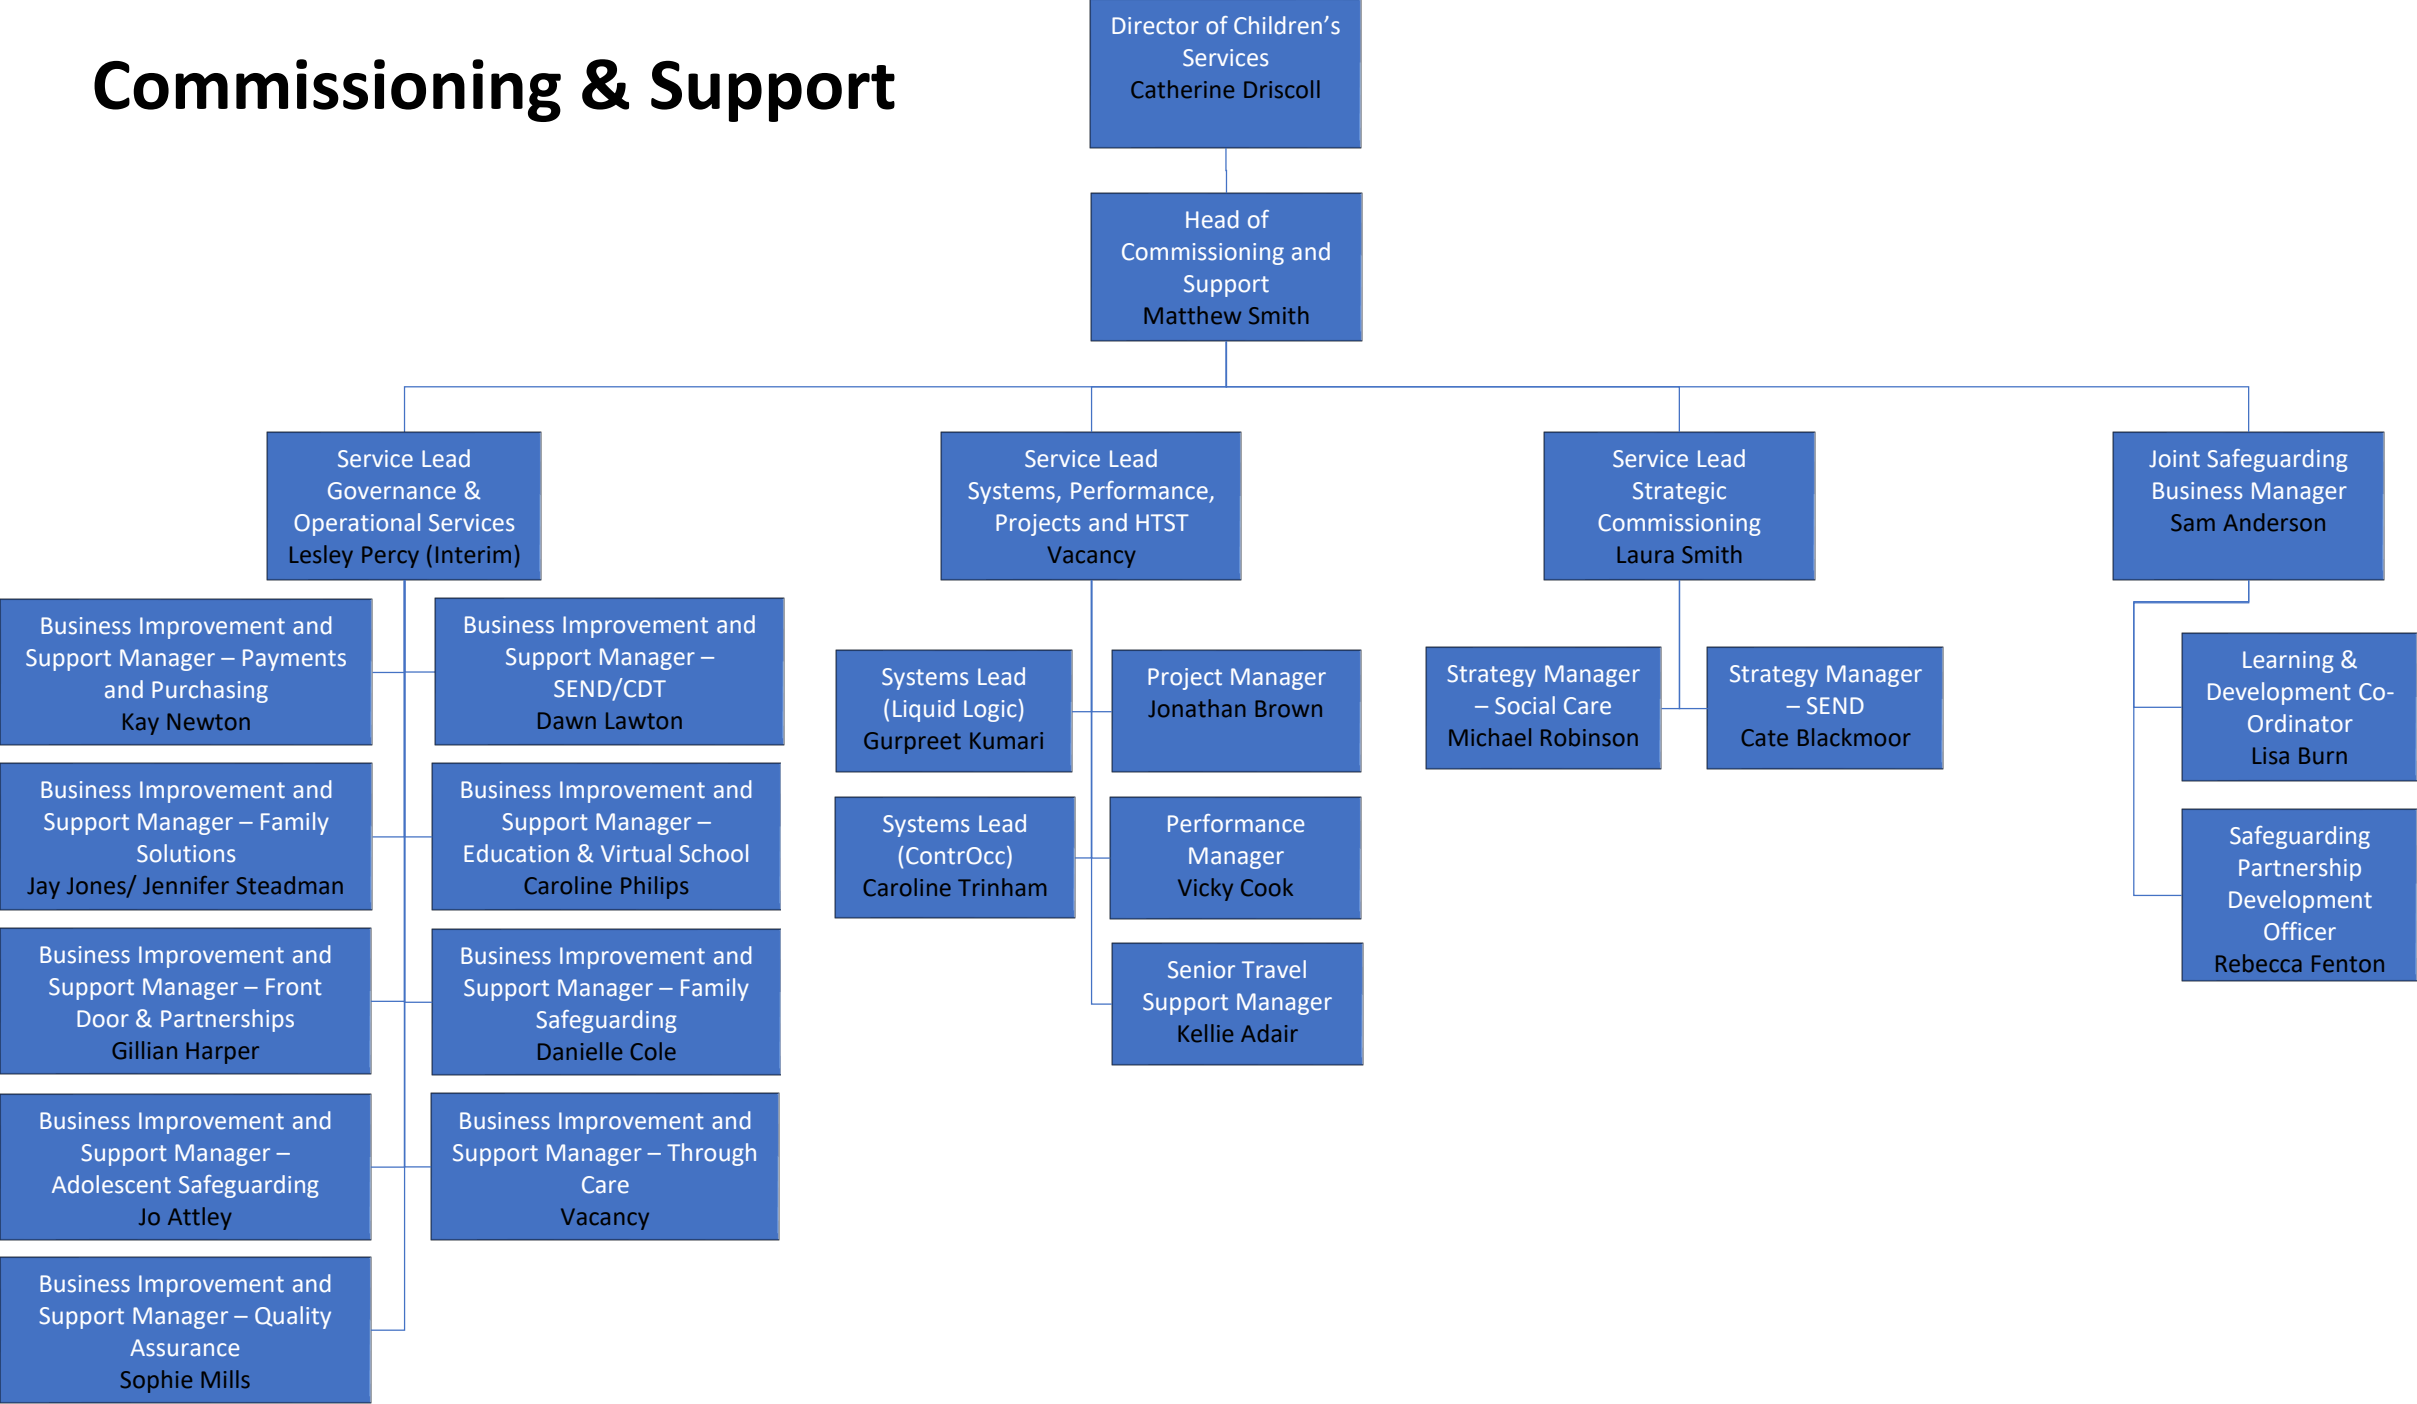 Commissioning & Support
Director of Children’s
Services
Catherine Driscoll
Head of
Commissioning and
Support
Matthew Smith
Service Lead
Governance &
Operational Services
Lesley Percy (Interim)
Service Lead
Systems, Performance,
Projects and HTST
Vacancy
Service Lead
Strategic
Commissioning
Laura Smith
Joint Safeguarding
Business Manager
Sam Anderson
Business Improvement and
Support Manager – Payments
and Purchasing
Kay Newton
Business Improvement and
Support Manager –
SEND/CDT
Dawn Lawton
Business Improvement and
Support Manager – Family
Solutions
Jay Jones/ Jennifer Steadman
Business Improvement and
Support Manager –
Education & Virtual School
Caroline Philips
Business Improvement and
Support Manager – Front
Door & Partnerships
Gillian Harper
Business Improvement and
Support Manager – Family
Safeguarding
Danielle Cole
Business Improvement and
Support Manager –
Adolescent Safeguarding
Jo Attley
Business Improvement and
Support Manager – Through
Care
Vacancy
Business Improvement and
Support Manager – Quality
Assurance
Sophie Mills
Systems Lead
(Liquid Logic)
Gurpreet Kumari
Project Manager
Jonathan Brown
Systems Lead
(ContrOcc)
Caroline Trinham
Performance
Manager
Vicky Cook
Senior Travel
Support Manager
Kellie Adair
Strategy Manager
– Social Care
Michael Robinson
Strategy Manager
– SEND
Cate Blackmoor
Learning &
Development Co-
Ordinator
Lisa Burn
Safeguarding
Partnership
Development
Officer
Rebecca Fenton